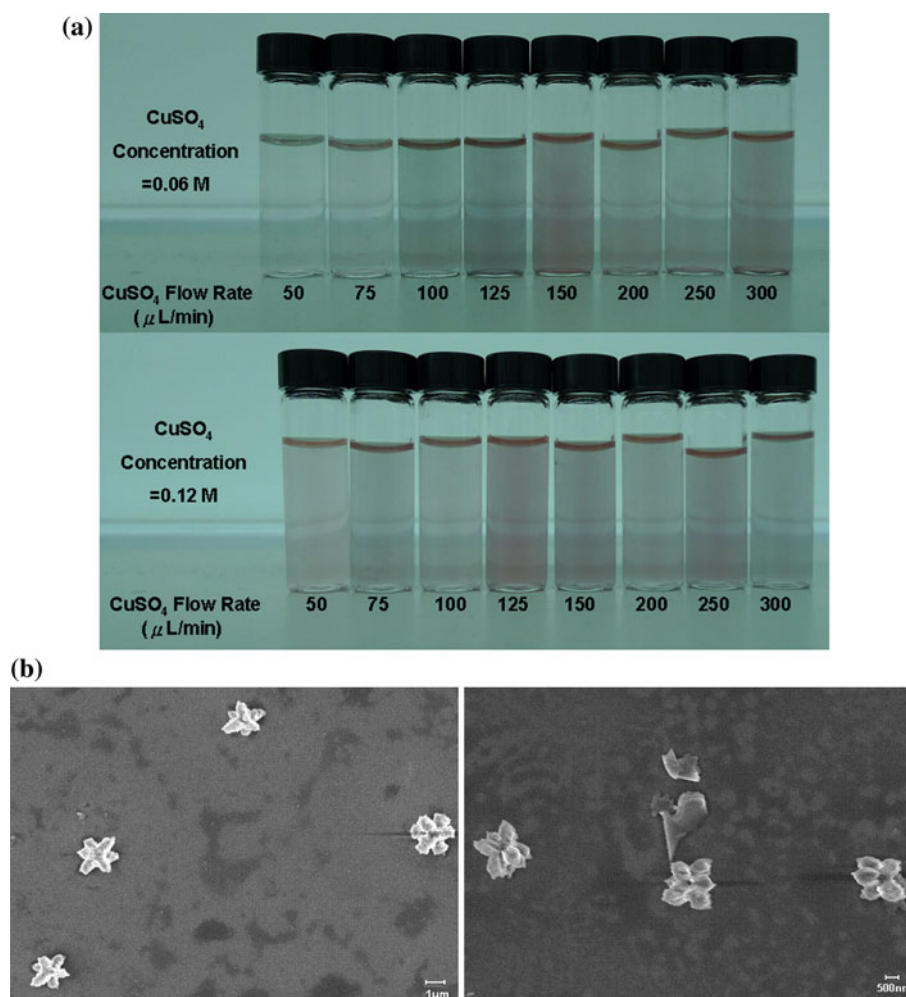 (a)
CuSO4
Concentration
=0.06 M
CuSO4 Flow Rate
(μL/min)
50 75 100 125 150 200 250 300
CuSO4
Concentration
=0.12 M
CuSO4 Flow Rate
(μL/min)
50 75 100 125 150 200 250 300
(b)
1μm
500nm